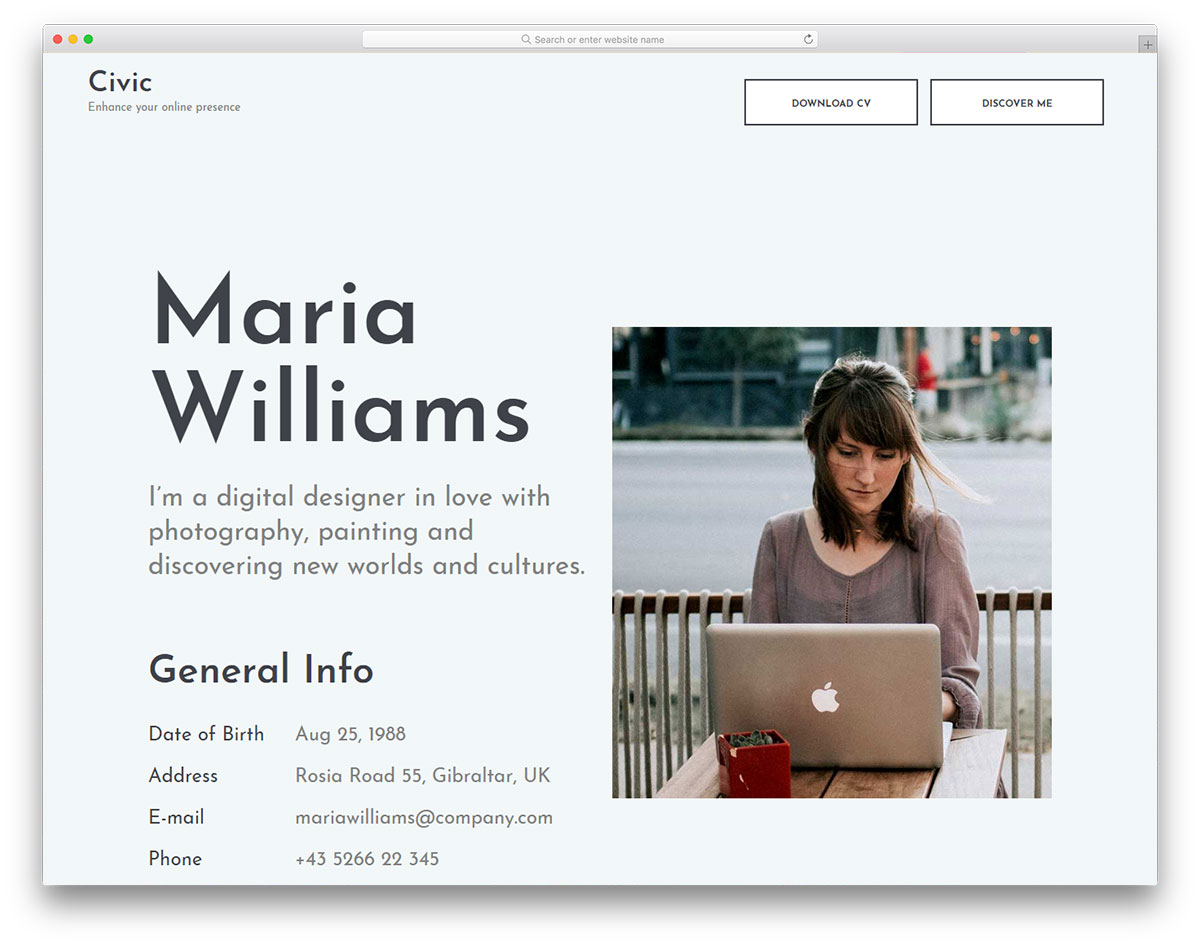 Search or enter website name
Civic
Enhance your online presence
DOWNLOAD CV
DISCOVER ME
Maria
Williams
I'm a digital designer in love with
photography, painting and
discovering new worlds and cultures.
General Info
Date of Birth Aug 25, 1988
Address Rosia Road 55, Gibraltar, UK
E-mail mariawilliams@company.com
Phone +43 5266 22 345